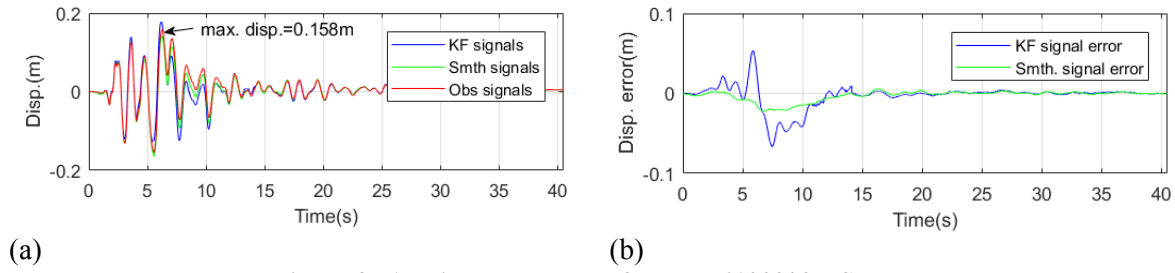 0.2
0
-0.2
Disp.(m)
max. disp.=0.158m
KF signals
Smth signals
Obs signals
0 5 10 15 20 25 30 35 40
Time(s)
(a)
0.1
0
-0.1
Disp. error(m)
KF signal error
Smth. signal error
0 5 10 15 20 25 30 35 40
Time(s)
(b)